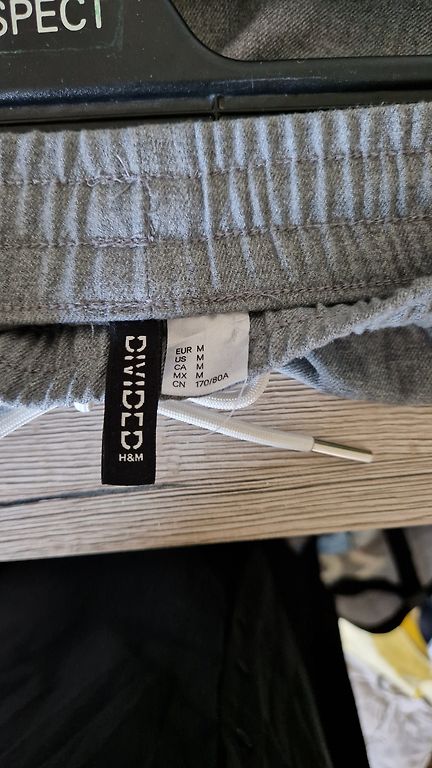 SPECT
DIVIDED
H&M
EUR M
US M
CA M
MX M
CN 170/80A